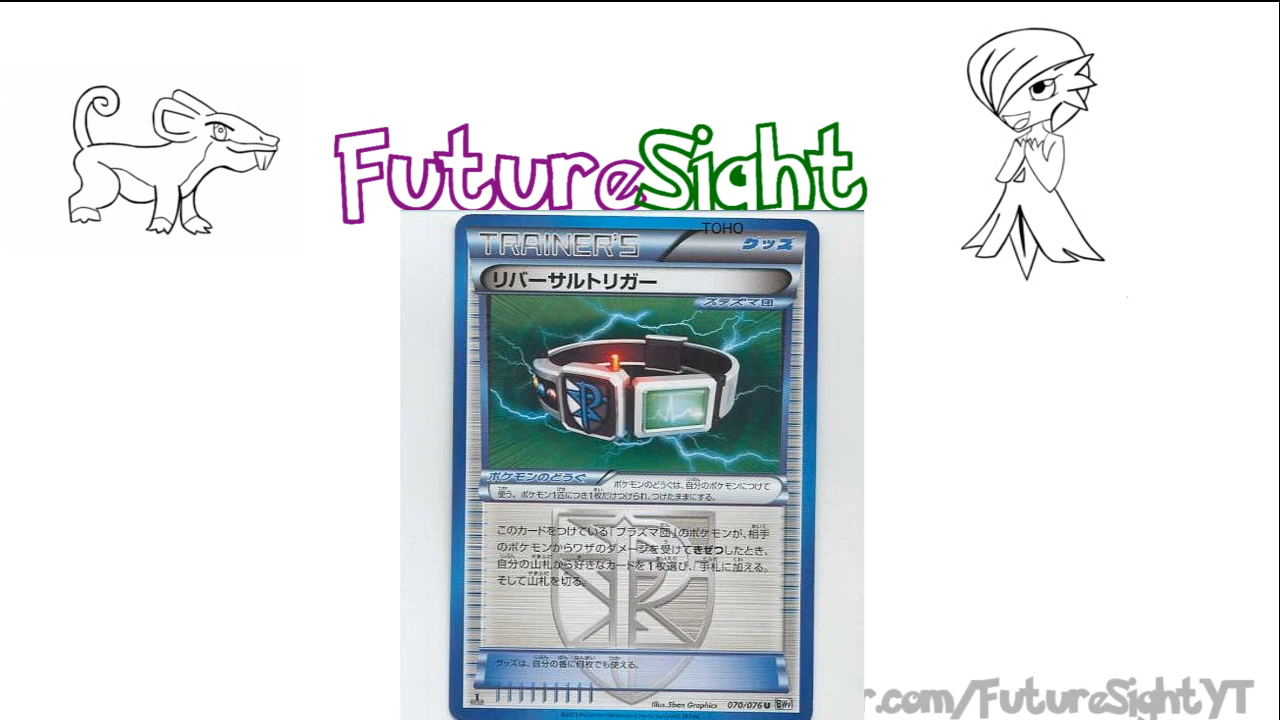 FutureSight
TRAINER'S
TOHO
グッズ
リバーサルトリガー
プラズマ団
ポケモンのどうぐ
ポケモンのどうぐは、自分のポケモンにつけて
使う。ポケモン1匹につき1枚だけつけられ、つけたままにする。
このカードをつけている「プラズマ団」のポケモンが、相手
のポケモンからワザのダメージを受けてきぜつしたとき、
自分の山札から好きなカードを1枚選び、手札に加える。
そして山札を切る。
グッズは、自分の番に何枚でも使える。
Illus.5ban Graphics
070/076 U
r.com/FutureSightYT